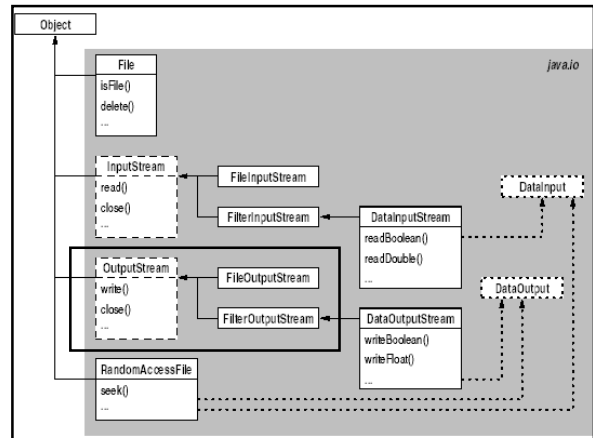 Object
java.io
File
isFile()
delete()
...
InputStream
read()
close()
...
FileInputStream
FilterInputStream
DataInputStream
readBoolean()
readDouble()
...
DataInput
OutputStream
write()
close()
...
FileOutputStream
FilterOutputStream
DataOutputStream
writeBoolean()
writeFloat()
...
DataOutput
RandomAccessFile
seek()
...